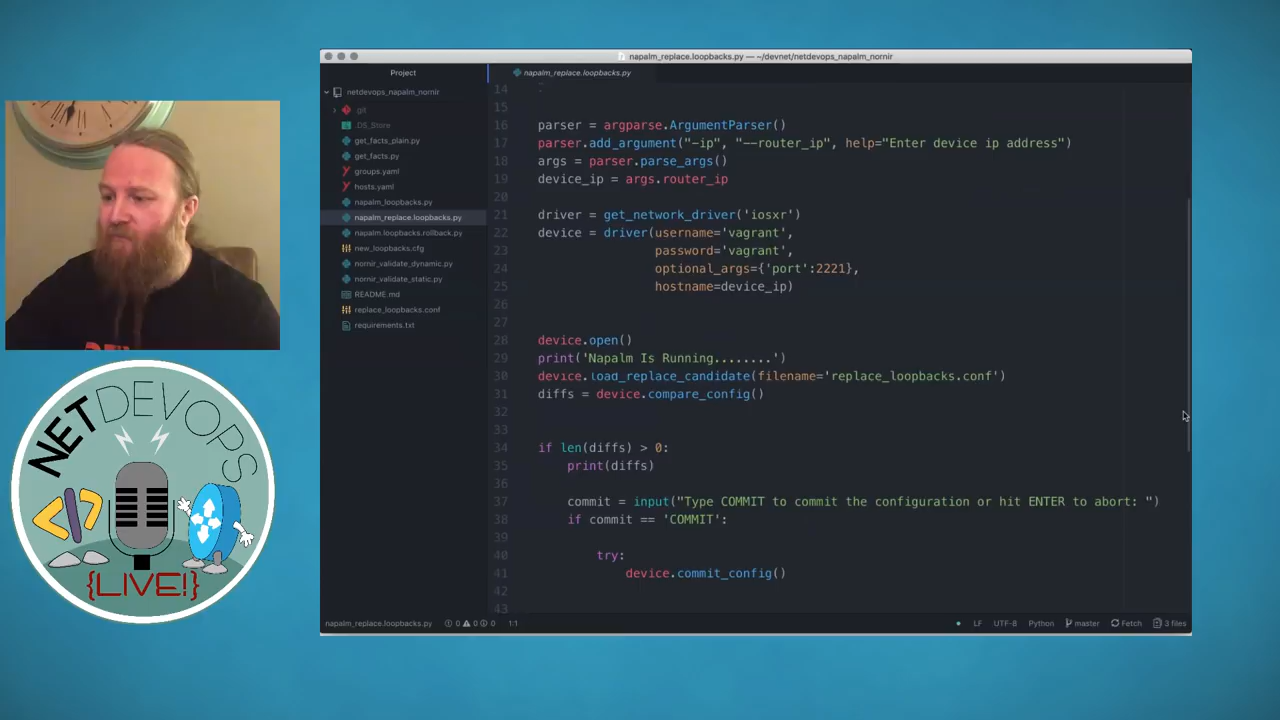 napalm_replace.loopbacks.py — ~/devnet/netdevops_napalm_nornir
Project
napalm_replace.loopbacks.py
netdevops_napalm_nornir
.git
.DS_Store
get_facts_plain.py
get_facts.py
groups.yaml
hosts.yaml
napalm_loopbacks.py
napalm_replace.loopbacks.py
napalm.loopbacks.rollback.py
new_loopbacks.cfg
nornir_validate_dynamic.py
nornir_validate_static.py
README.md
replace_loopbacks.conf
requirements.txt
14
15
16 parser = argparse.ArgumentParser()
17 parser.add_argument("-ip", "--router_ip", help="Enter device ip address")
18 args = parser.parse_args()
19 device_ip = args.router_ip
20
21 driver = get_network_driver('iosxr')
22 device = driver(username='vagrant',
23 password='vagrant',
24 optional_args={'port':2221},
25 hostname=device_ip)
26
27
28 device.open()
29 print('Napalm Is Running........')
30 device.load_replace_candidate(filename='replace_loopbacks.conf')
31 diffs = device.compare_config()
32
33
34 if len(diffs) > 0:
35 print(diffs)
36
37 commit = input("Type COMMIT to commit the configuration or hit ENTER to abort: ")
38 if commit == 'COMMIT':
39
40 try:
41 device.commit_config()
42
43
napalm_replace.loopbacks.py 0 0 0 1:1 LF UTF-8 Python master Fetch 3 files
NETDEVOPS
</>
{LIVE!}